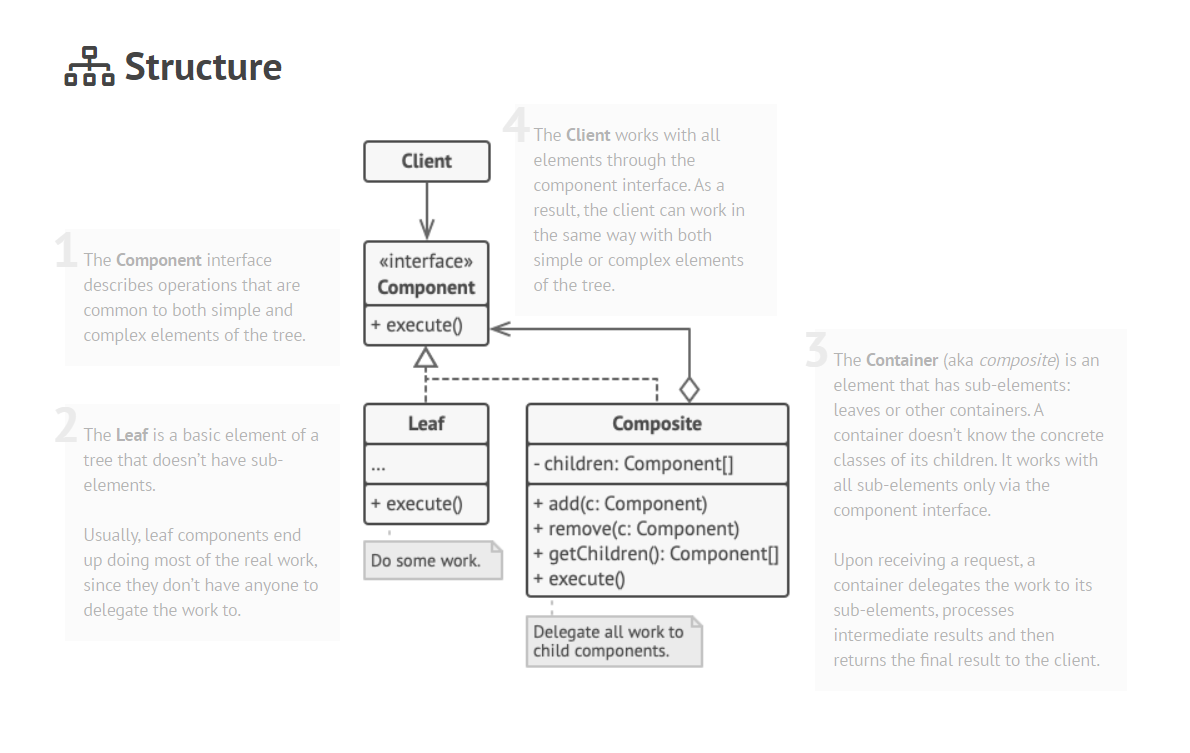 Structure
Client
«interface»
Component
+ execute()
Leaf
...
+ execute()
Do some work.
Composite
- children: Component[]
+ add(c: Component)
+ remove(c: Component)
+ getChildren(): Component[]
+ execute()
Delegate all work to
child components.
1
The Component interface
describes operations that are
common to both simple and
complex elements of the tree.
2
The Leaf is a basic element of a
tree that doesn’t have sub-
elements.
Usually, leaf components end
up doing most of the real work,
since they don’t have anyone to
delegate the work to.
3
The Container (aka composite) is an
element that has sub-elements:
leaves or other containers. A
container doesn’t know the concrete
classes of its children. It works with
all sub-elements only via the
component interface.
Upon receiving a request, a
container delegates the work to its
sub-elements, processes
intermediate results and then
returns the final result to the client.
4
The Client works with all
elements through the
component interface. As a
result, the client can work in
the same way with both
simple or complex elements
of the tree.